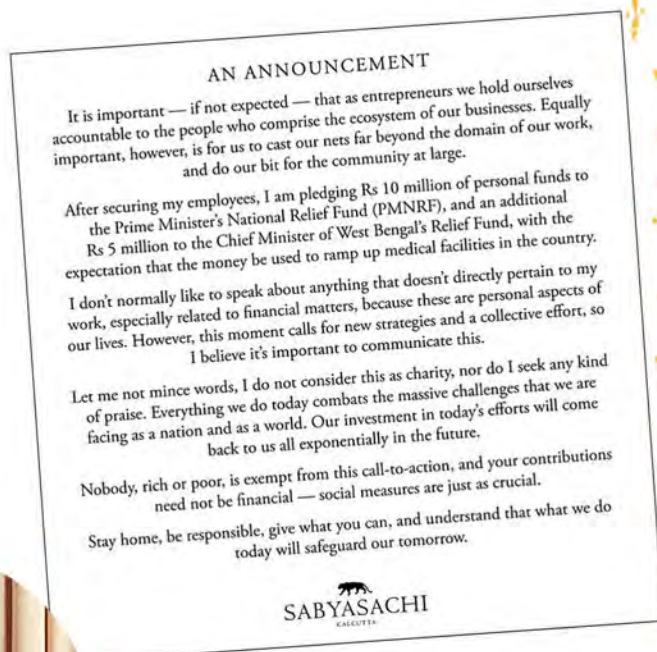 AN ANNOUNCEMENT
It is important — if not expected — that as entrepreneurs we hold ourselves
accountable to the people who comprise the ecosystem of our businesses. Equally
important, however, is for us to cast our nets far beyond the domain of our work,
and do our bit for the community at large.
After securing my employees, I am pledging Rs 10 million of personal funds to
the Prime Minister's National Relief Fund (PMNRF), and an additional
Rs 5 million to the Chief Minister of West Bengal's Relief Fund, with the
expectation that the money be used to ramp up medical facilities in the country.
I don't normally like to speak about anything that doesn't directly pertain to my
work, especially related to financial matters, because these are personal aspects of
our lives. However, this moment calls for new strategies and a collective effort, so
I believe it's important to communicate this.
Let me not mince words, I do not consider this as charity, nor do I seek any kind
of praise. Everything we do today combats the massive challenges that we are
facing as a nation and as a world. Our investment in today's efforts will come
back to us all exponentially in the future.
Nobody, rich or poor, is exempt from this call-to-action, and your contributions
need not be financial — social measures are just as crucial.
Stay home, be responsible, give what you can, and understand that what we do
today will safeguard our tomorrow.
SABYASACHI
CALCUTTA